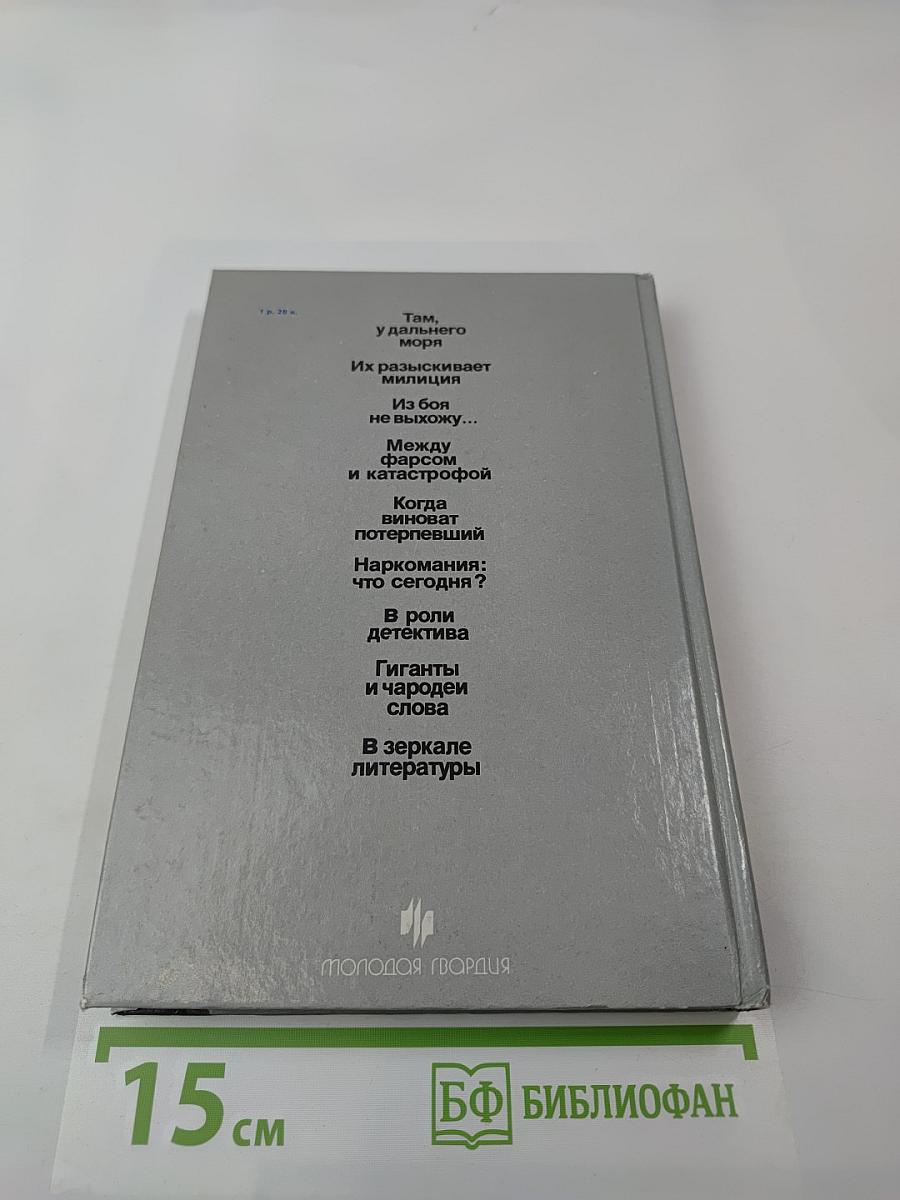 1 р. 20 к.
Там,
у дальнего
моря
Их разыскивает
милиция
Из боя
не выхожу...
Между
фарсом
и катастрофой
Когда
виноват
потерпевший
Наркомания:
что сегодня?
В роли
детектива
Гиганты
и чародеи
слова
В зеркале
литературы
МОЛОДАЯ ГВАРДИЯ
15 см
БФ БИБЛИОФАН